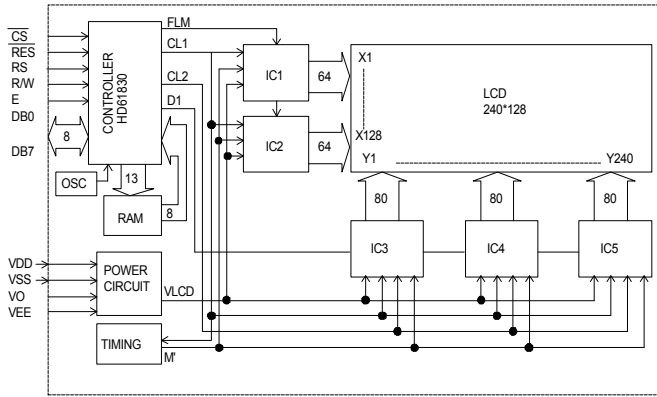 FLM
CS
RES
RS
R/W
E
DB0
DB7
8
CONTROLLER
HD61830
CL1
CL2
D1
IC1
64
IC2
64
X1
X128
LCD
240*128
Y1
Y240
OSC
13
RAM
8
80
80
80
IC3
IC4
IC5
VDD
VSS
VO
VEE
POWER
CIRCUIT
VLCD
TIMING
M'